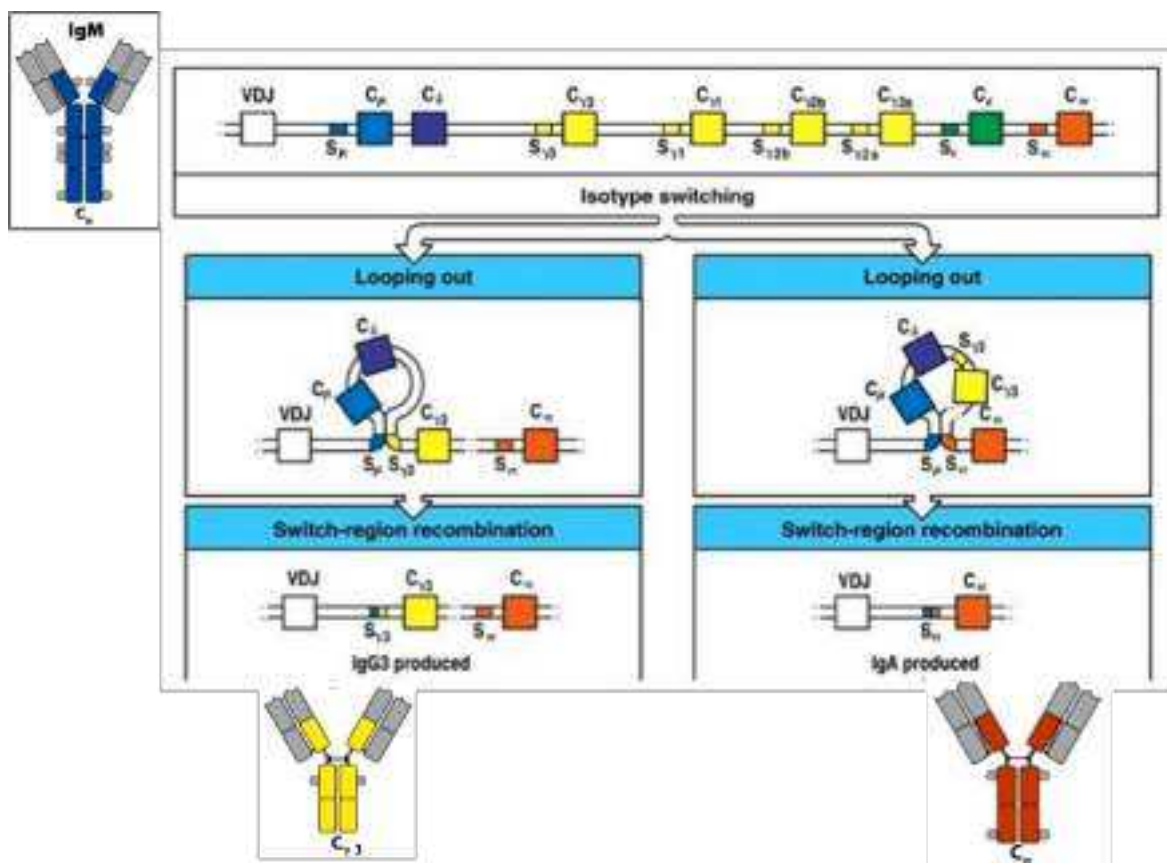 IgM
Cμ
VDJ Cμ Cδ Cγ3 Cγ1 Cγ2b Cγ2a Cε Cα
Sμ Sγ3 Sγ1 Sγ2b Sγ2a Sε Sα
Isotype switching
Looping out
Cδ
Cμ
VDJ Cγ3 Cα
Sμ Sγ3 Sα
Switch-region recombination
VDJ Cγ3 Cα
Sγ3 Sα
IgG3 produced
Cγ3
Looping out
Cδ Sγ3
Cμ Cγ3
VDJ Cα
Sμ Sα
Switch-region recombination
VDJ Cα
Sα
IgA produced
Cα